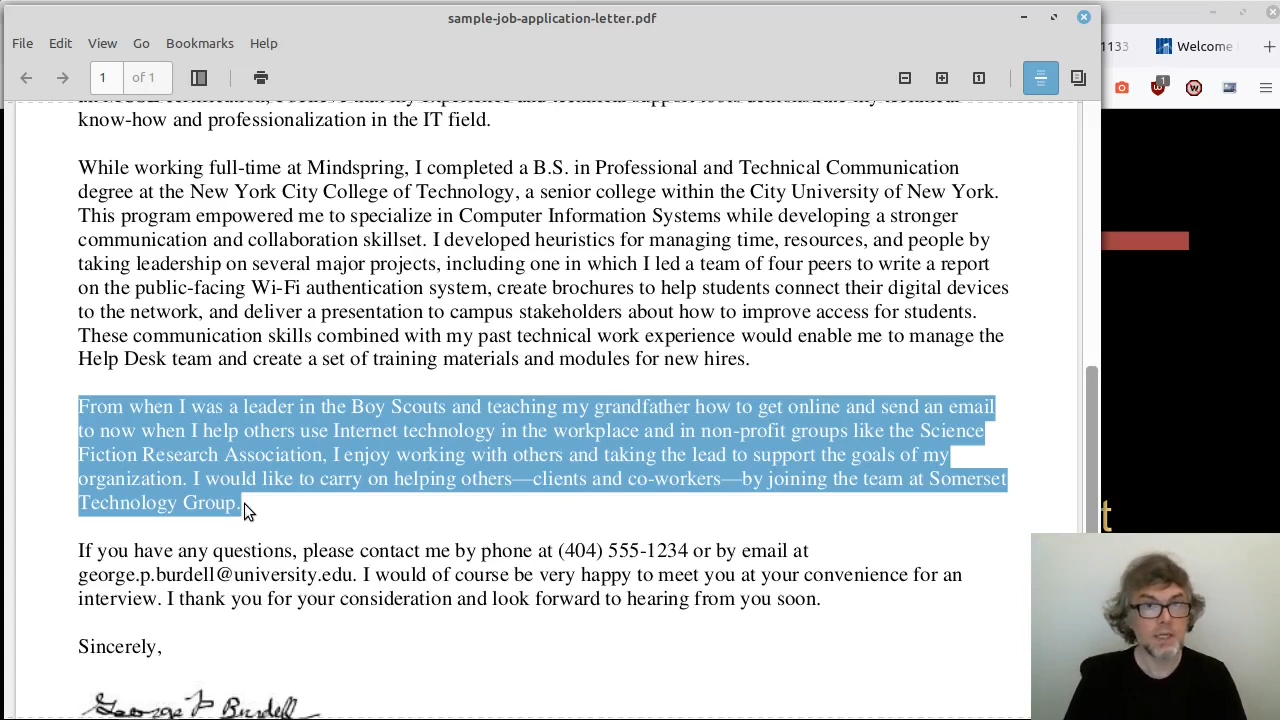 sample-job-application-letter.pdf
File Edit View Go Bookmarks Help
1133
Welcome
1 of 1
1
know-how and professionalization in the IT field.
While working full-time at Mindspring, I completed a B.S. in Professional and Technical Communication
degree at the New York City College of Technology, a senior college within the City University of New York.
This program empowered me to specialize in Computer Information Systems while developing a stronger
communication and collaboration skillset. I developed heuristics for managing time, resources, and people by
taking leadership on several major projects, including one in which I led a team of four peers to write a report
on the public-facing Wi-Fi authentication system, create brochures to help students connect their digital devices
to the network, and deliver a presentation to campus stakeholders about how to improve access for students.
These communication skills combined with my past technical work experience would enable me to manage the
Help Desk team and create a set of training materials and modules for new hires.
From when I was a leader in the Boy Scouts and teaching my grandfather how to get online and send an email
to now when I help others use Internet technology in the workplace and in non-profit groups like the Science
Fiction Research Association, I enjoy working with others and taking the lead to support the goals of my
organization. I would like to carry on helping others—clients and co-workers—by joining the team at Somerset
Technology Group.
t
If you have any questions, please contact me by phone at (404) 555-1234 or by email at
george.p.burdell@university.edu. I would of course be very happy to meet you at your convenience for an
interview. I thank you for your consideration and look forward to hearing from you soon.
Sincerely,
George P Burdell